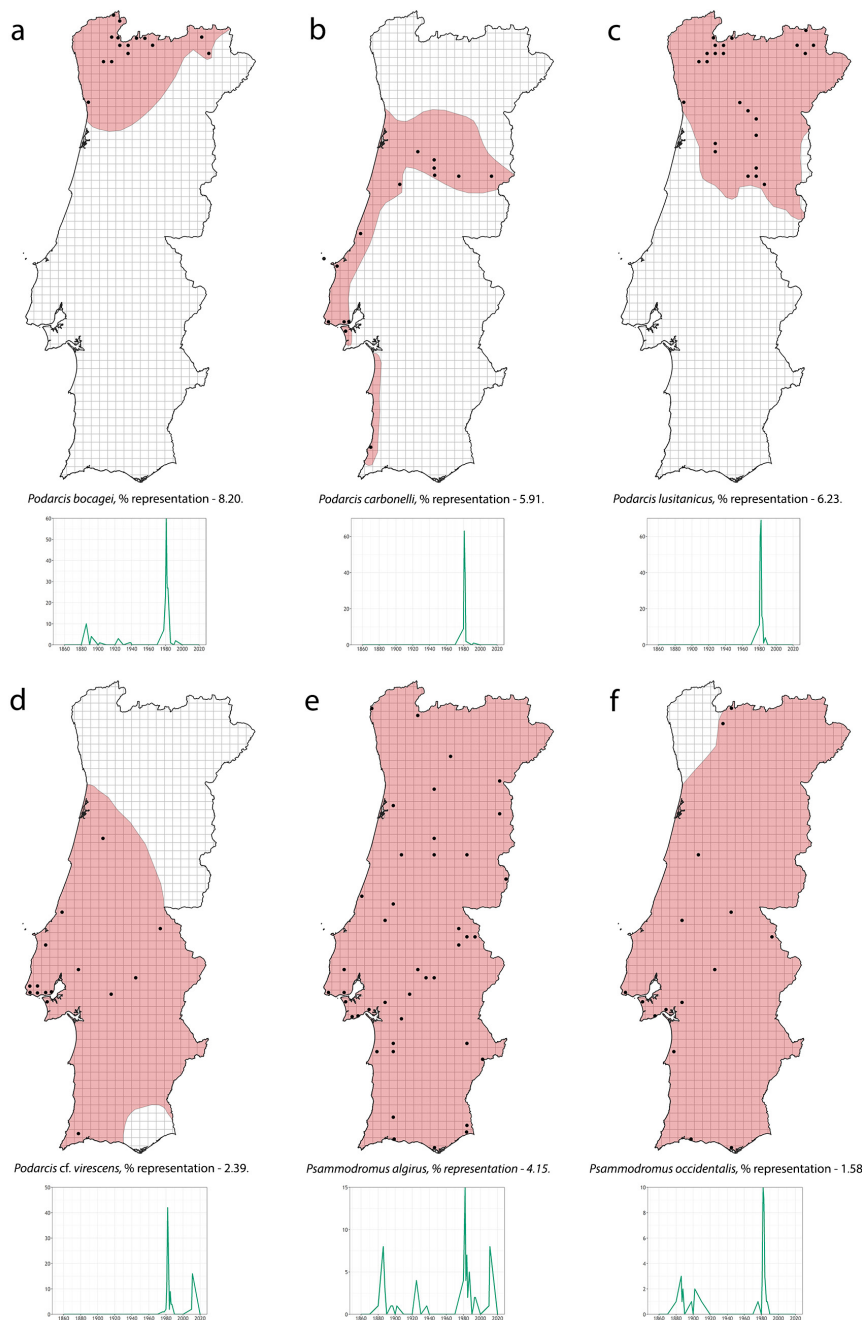 a
b
c
Podarcis bocagei, % representation - 8.20.
Podarcis carbonelli, % representation - 5.91.
Podarcis lusitanicus, % representation - 6.23.
60
50
40
30
20
10
0
1860 1880 1900 1920 1940 1960 1980 2000 2020
60
40
20
0
1860 1880 1900 1920 1940 1960 1980 2000 2020
60
40
20
0
1860 1880 1900 1920 1940 1960 1980 2000 2020
d
e
f
Podarcis cf. virescens, % representation - 2.39.
Psammodromus algirus, % representation - 4.15.
Psammodromus occidentalis, % representation - 1.58
50
40
30
20
10
0
1860 1880 1900 1920 1940 1960 1980 2000 2020
15
10
5
0
1860 1880 1900 1920 1940 1960 1980 2000 2020
10
8
6
4
2
0
1860 1880 1900 1920 1940 1960 1980 2000 2020